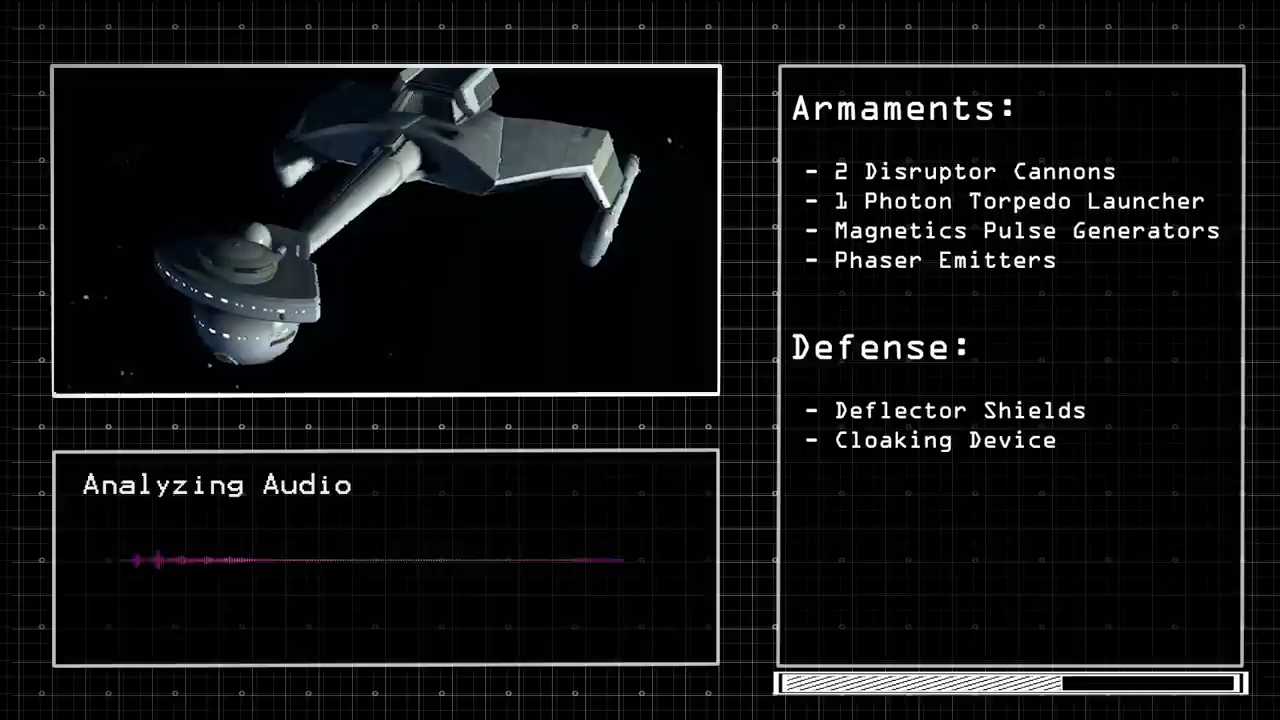 Armaments:
- 2 Disruptor Cannons
- 1 Photon Torpedo Launcher
- Magnetics Pulse Generators
- Phaser Emitters
Defense:
- Deflector Shields
- Cloaking Device
Analyzing Audio